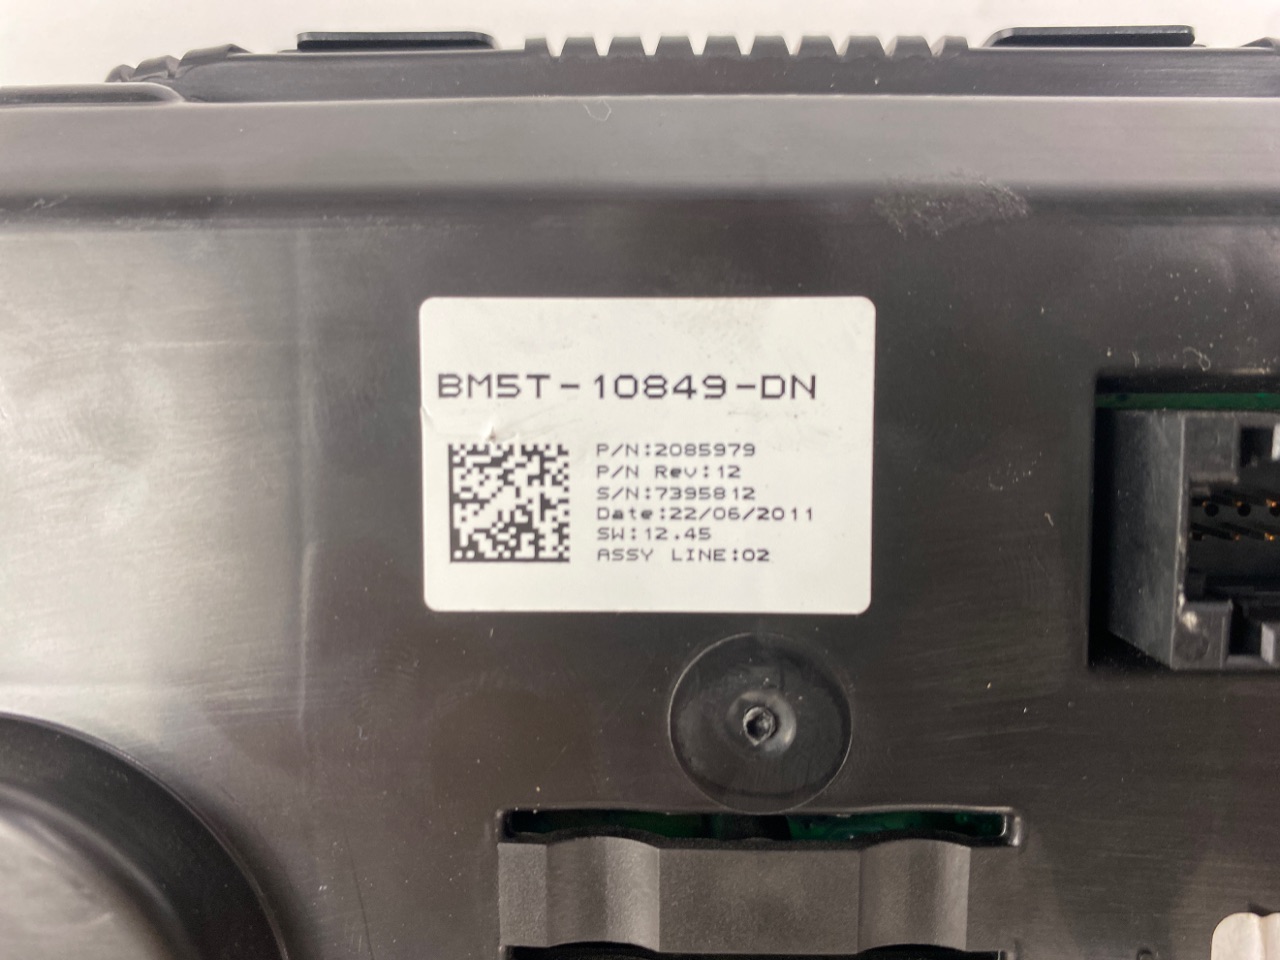 BM5T-10849-DN
P/N:2085979
P/N Rev:12
S/N:7395812
Date:22/06/2011
SW:12.45
ASSY LINE:02